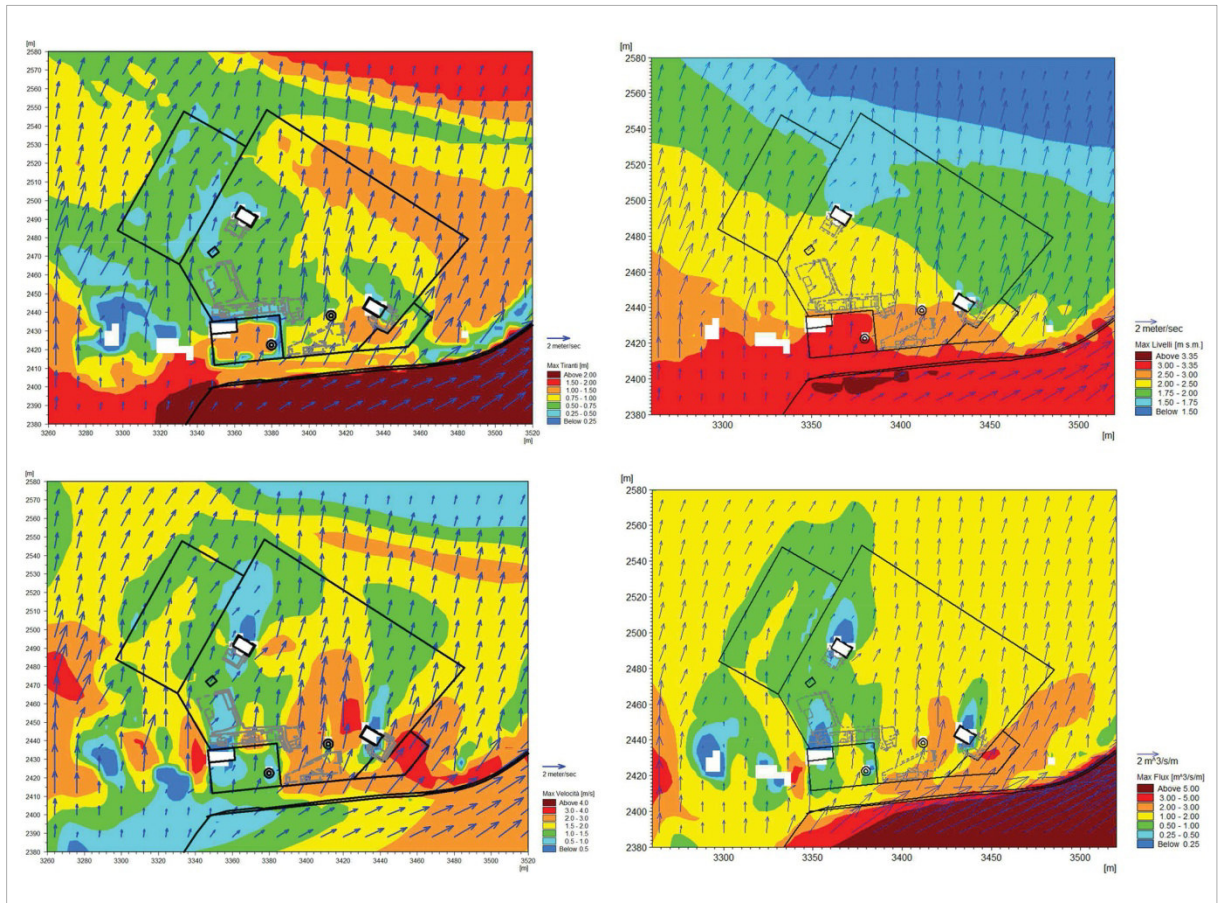 [m]
2580
2570
2560
2550
2540
2530
2520
2510
2500
2490
2480
2470
2460
2450
2440
2430
2420
2410
2400
2390
2380
3260 3280 3300 3320 3340 3360 3380 3400 3420 3440 3460 3480 3500 3520
[m]
2 meter/sec
Max Tiranti [m]
Above 2.00
1.50 - 2.00
1.00 - 1.50
0.75 - 1.00
0.50 - 0.75
0.25 - 0.50
Below 0.25
[m]
2580
2560
2540
2520
2500
2480
2460
2440
2420
2400
2380
3300 3350 3400 3450 3500
[m]
2 meter/sec
Max Livelli [m s.m.]
Above 3.35
3.00 - 3.35
2.50 - 3.00
2.00 - 2.50
1.75 - 2.00
1.50 - 1.75
Below 1.50
[m]
2580
2570
2560
2550
2540
2530
2520
2510
2500
2490
2480
2470
2460
2450
2440
2430
2420
2410
2400
2390
2380
3260 3280 3300 3320 3340 3360 3380 3400 3420 3440 3460 3480 3500 3520
[m]
2 meter/sec
Max Velocità [m/s]
Above 4.0
3.0 - 4.0
2.0 - 3.0
1.5 - 2.0
1.0 - 1.5
0.5 - 1.0
Below 0.5
[m]
2580
2560
2540
2520
2500
2480
2460
2440
2420
2400
2380
3300 3350 3400 3450 3500
[m]
2 m^3/s/m
Max Flux [m^3/s/m]
Above 5.00
3.00 - 5.00
2.00 - 3.00
1.00 - 2.00
0.50 - 1.00
0.25 - 0.50
Below 0.25